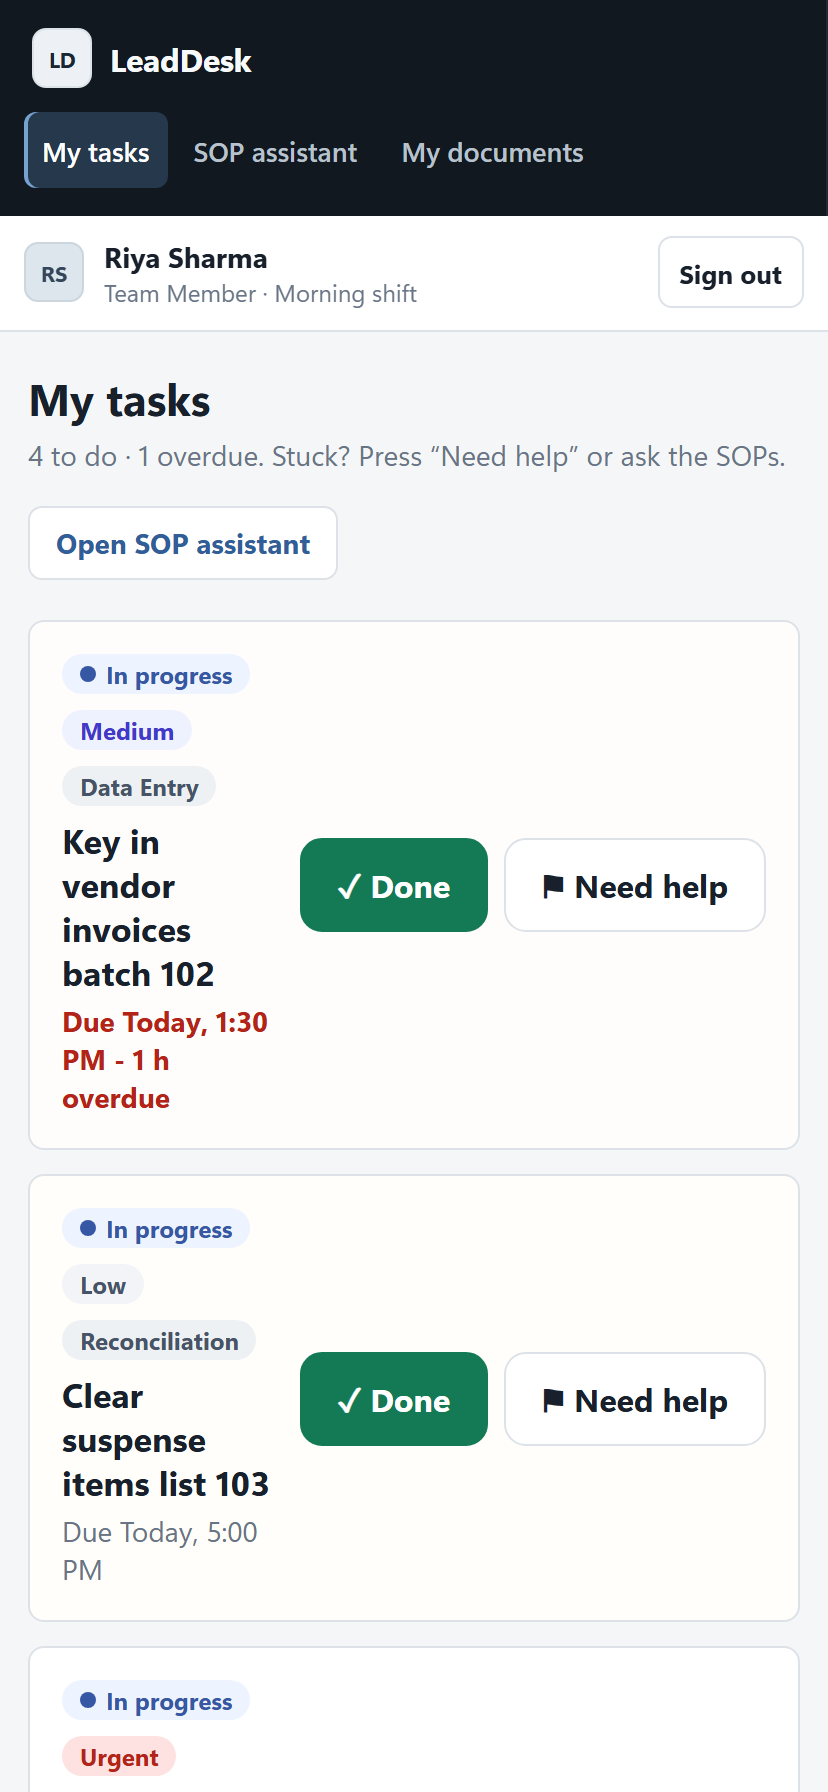 LD
LeadDesk
My tasks
SOP assistant
My documents
RS
Riya Sharma
Team Member · Morning shift
Sign out
My tasks
4 to do · 1 overdue. Stuck? Press “Need help” or ask the SOPs.
Open SOP assistant
In progress
Medium
Data Entry
Key in
vendor
invoices
batch 102
Due Today, 1:30
PM - 1 h
overdue
✓ Done
⚑ Need help
In progress
Low
Reconciliation
Clear
suspense
items list 103
Due Today, 5:00
PM
✓ Done
⚑ Need help
In progress
Urgent